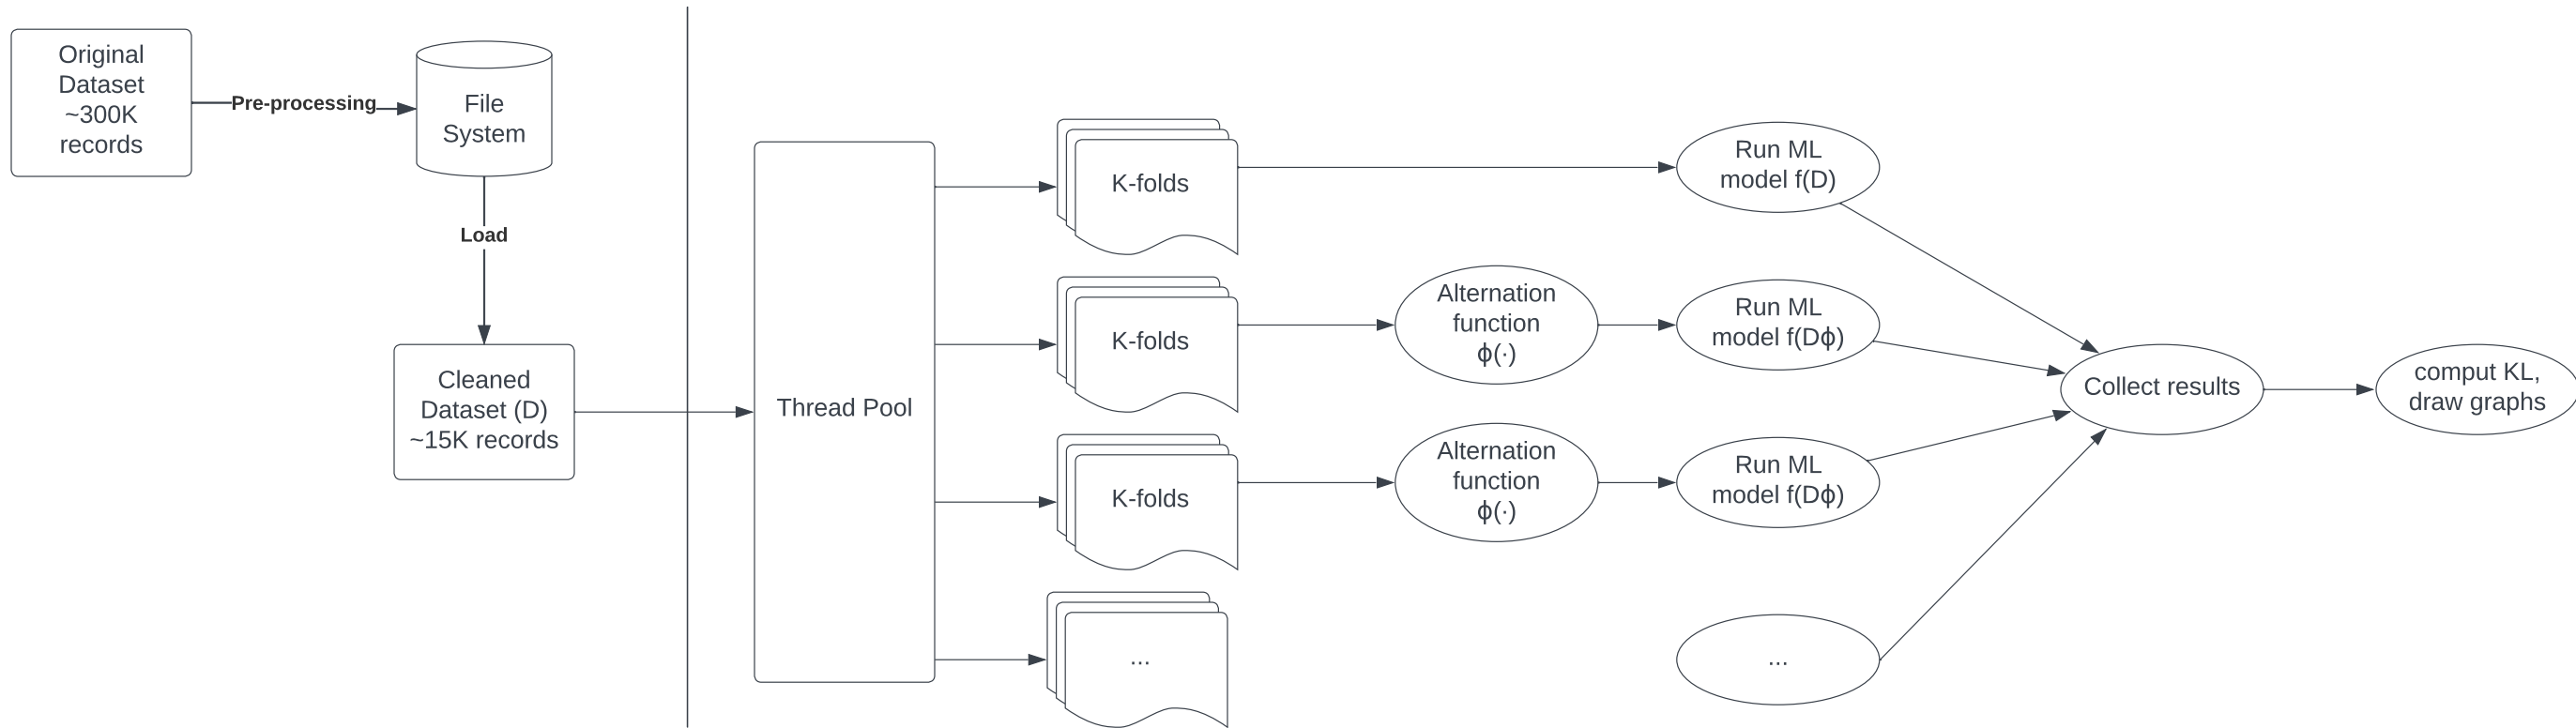 Original
Dataset
~300K
records
Pre-processing
File
System
Load
Cleaned
Dataset (D)
~15K records
Thread Pool
K-folds
Run ML
model f(D)
K-folds
Alternation
function
ϕ(·)
Run ML
model f(Dϕ)
K-folds
Alternation
function
ϕ(·)
Run ML
model f(Dϕ)
...
...
Collect results
comput KL,
draw graphs